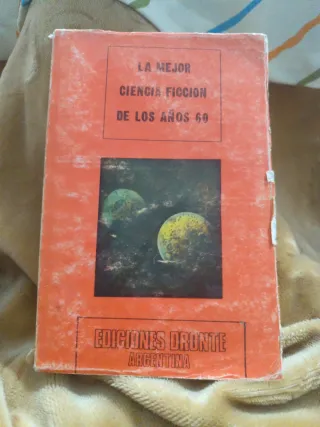 LA MEJOR
CIENCIA FICCION
DE LOS AÑOS 60
EDICIONES DRONTE
ARGENTINA